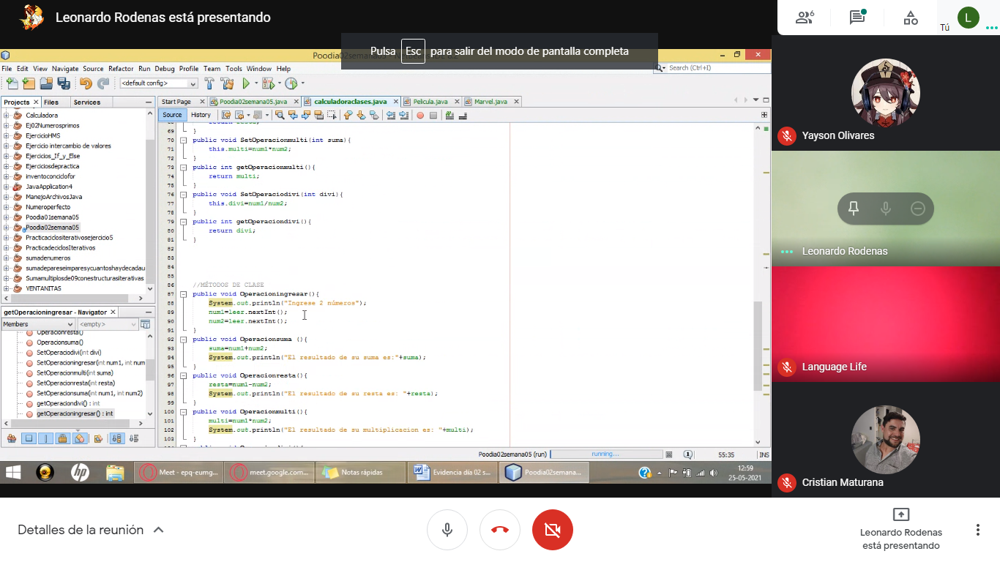 Leonardo Rodenas está presentando
6
Tú
L
Pulsa Esc para salir del modo de pantalla completa
File Edit View Navigate Source Refactor Run Debug Profile Team Tools Window Help
Search (Ctrl+I)
<default config>
Projects Files Services
Start Page Poodia02semana05.java calculadoraclases.java Pelicula.java Marvel.java
Source History
Calculadora
Ej02Numerosprimos
EjercicioHMS
Ejercicio intercambio de valores
Ejercicios_If_y_Else
Ejerciciosdepractica
inventoconciclofor
JavaApplication4
ManejoArchivosJava
Numeroperfecto
Poodia01semana05
Poodia02semana05
Practicaciclositerativosejercicio5
PracticadeciclosIterativos
sumadenumeros
sumadepareseimparesycuantoshaydecadau
Sumamultiplosde09conestructurasiterativas
VENTANITAS
getOperacioningresar - Navigator
Members <empty>
Operacionresta()
Operacionsuma()
SetOperaciodivi(int divi)
SetOperacioningresar(int num1, int num
SetOperacionmulti(int suma)
SetOperacionresta(int resta)
SetOperacionsuma(int num1, int num2)
getOperaciondivi() : int
getOperacioningresar() : int
69 }
70 public void SetOperacionmulti(int suma){
71 this.multi=num1*num2;
72 }
73 public int getOperacionmulti(){
74 return multi;
75 }
76 public void SetOperaciodivi(int divi){
77 this.divi=num1/num2;
78 }
79 public int getOperaciondivi(){
80 return divi;
81 }
82
83
84
85
86 //MÉTODOS DE CLASE
87 public void Operacioningresar(){
88 System.out.println("Ingrese 2 números");
89 num1=leer.nextInt();
90 num2=leer.nextInt();
91 }
92 public void Operacionsuma (){
93 suma=num1+num2;
94 System.out.println("El resultado de su suma es:"+suma);
95 }
96 public void Operacionresta(){
97 resta=num1-num2;
98 System.out.println("El resultado de su resta es: "+resta);
99 }
100 public void Operacionmulti(){
101 multi=num1*num2;
102 System.out.println("El resultado de su multiplicacion es: "+multi);
103 }
Poodia02semana05 (run) running... 1 55:35 INS
Meet - epq-eumg... meet.google.com... Notas rápidas Evidencia día 02 s... Poodia02semana...
12:59
25-05-2021
Yayson Olivares
Leonardo Rodenas
Language Life
Cristian Maturana
Detalles de la reunión
Leonardo Rodenas
está presentando